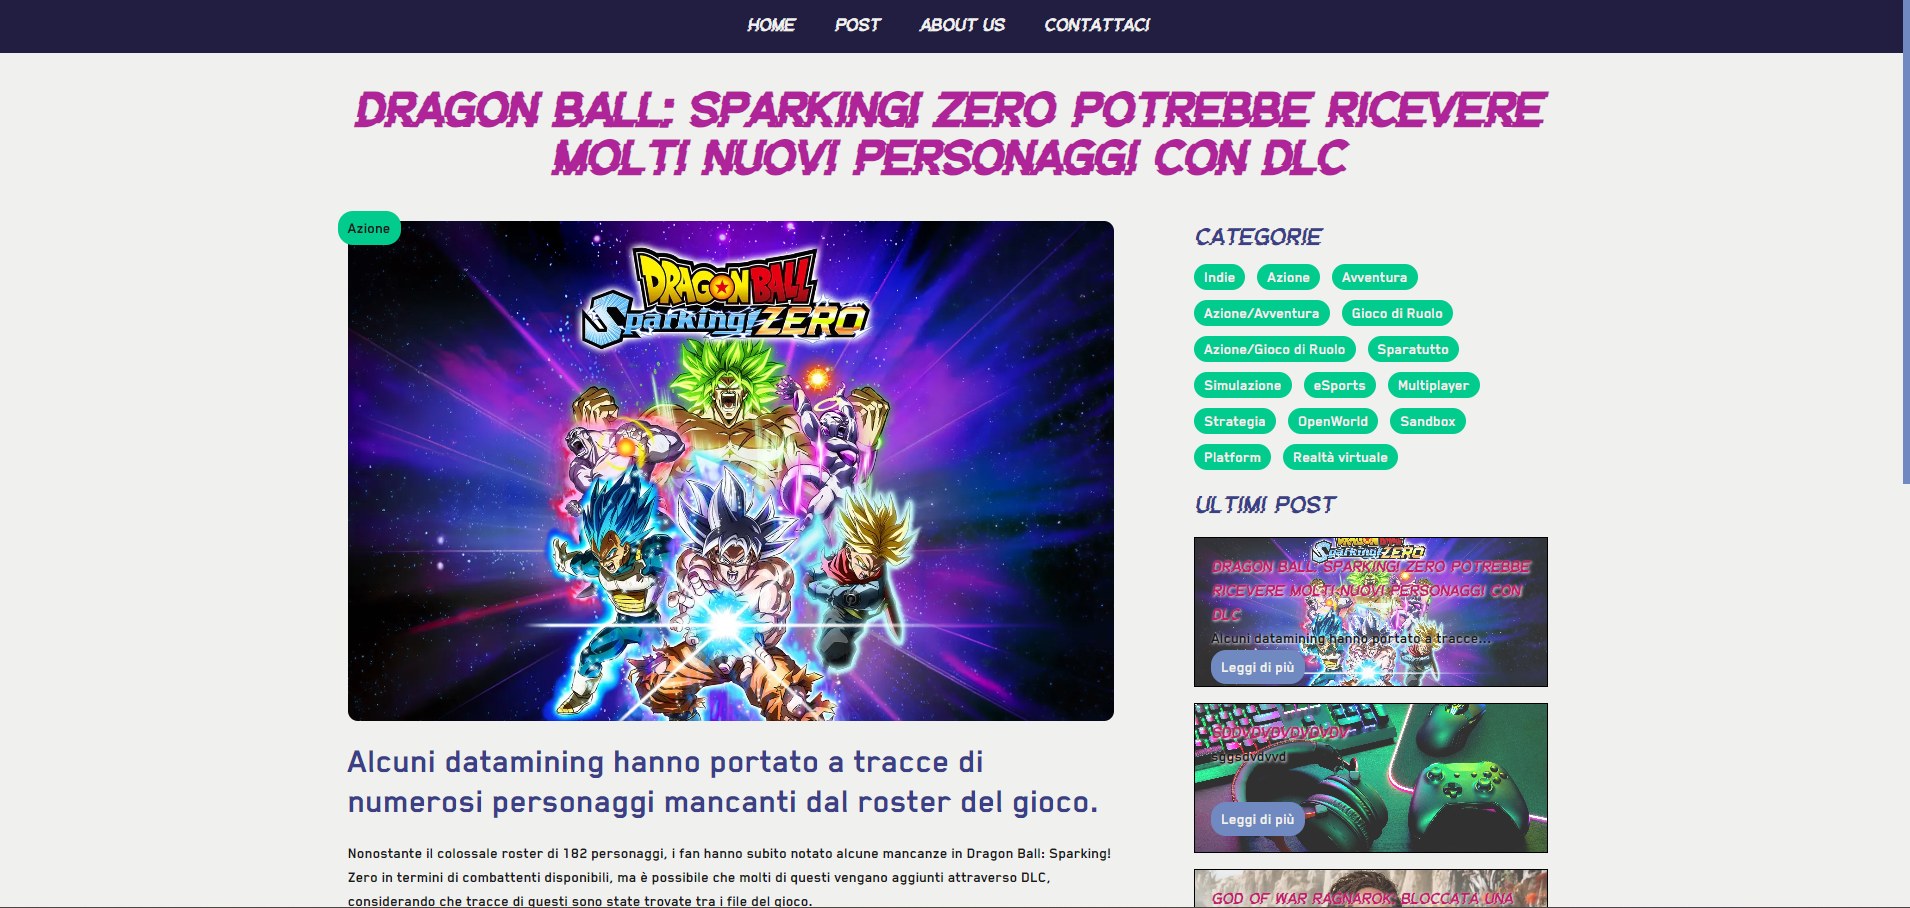 HOME POST ABOUT US CONTATTACI
DRAGON BALL: SPARKING! ZERO POTREBBE RICEVERE
MOLTI NUOVI PERSONAGGI CON DLC
Azione
DRAGON BALL
Sparking! ZERO
Alcuni datamining hanno portato a tracce di
numerosi personaggi mancanti dal roster del gioco.
Nonostante il colossale roster di 182 personaggi, i fan hanno subito notato alcune mancanze in Dragon Ball: Sparking!
Zero in termini di combattenti disponibili, ma è possibile che molti di questi vengano aggiunti attraverso DLC,
considerando che tracce di questi sono state trovate tra i file del gioco.
CATEGORIE
Indie Azione Avventura
Azione/Avventura Gioco di Ruolo
Azione/Gioco di Ruolo Sparatutto
Simulazione eSports Multiplayer
Strategia OpenWorld Sandbox
Platform Realtà virtuale
ULTIMI POST
Sparking! ZERO
DRAGON BALL: SPARKING! ZERO POTREBBE
RICEVERE MOLTI NUOVI PERSONAGGI CON
DLC
Alcuni datamining hanno portato a tracce...
Leggi di più
sggsdvdvvd
Leggi di più
GOD OF WAR RAGNAROK, BLOCCATA UNA